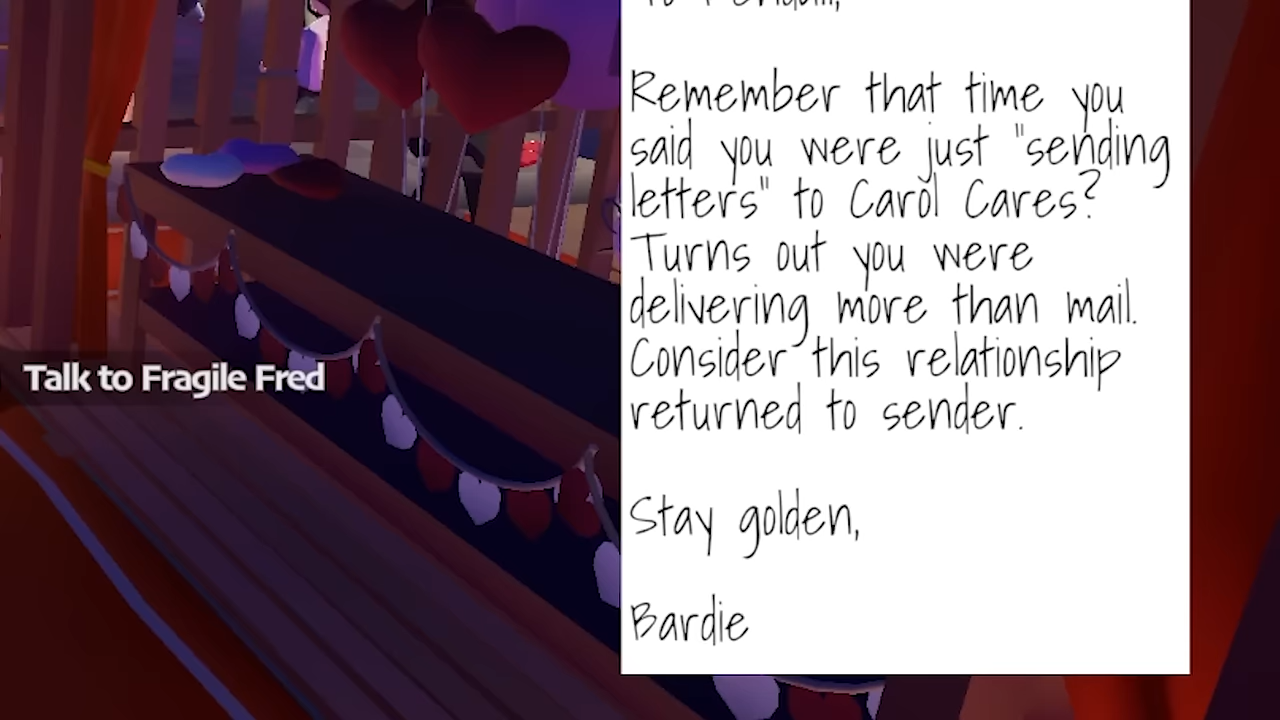 Remember that time you
said you were just "sending
letters" to Carol Cares?
Turns out you were
delivering more than mail.
Consider this relationship
returned to sender.
Stay golden,
Bardie
Talk to Fragile Fred